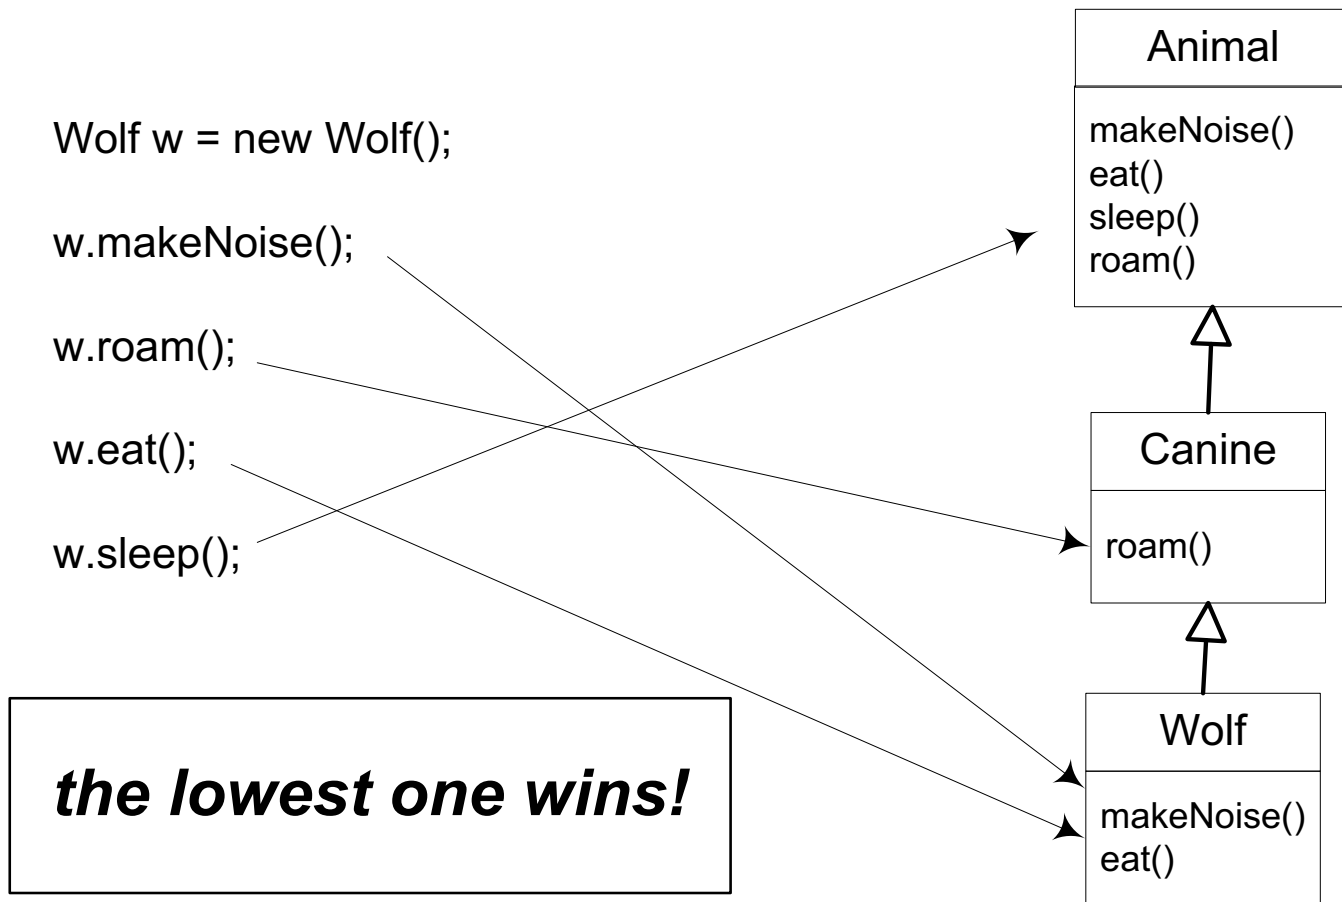 Wolf w = new Wolf();
w.makeNoise();
w.roam();
w.eat();
w.sleep();
the lowest one wins!
Animal
makeNoise()
eat()
sleep()
roam()
Canine
roam()
Wolf
makeNoise()
eat()